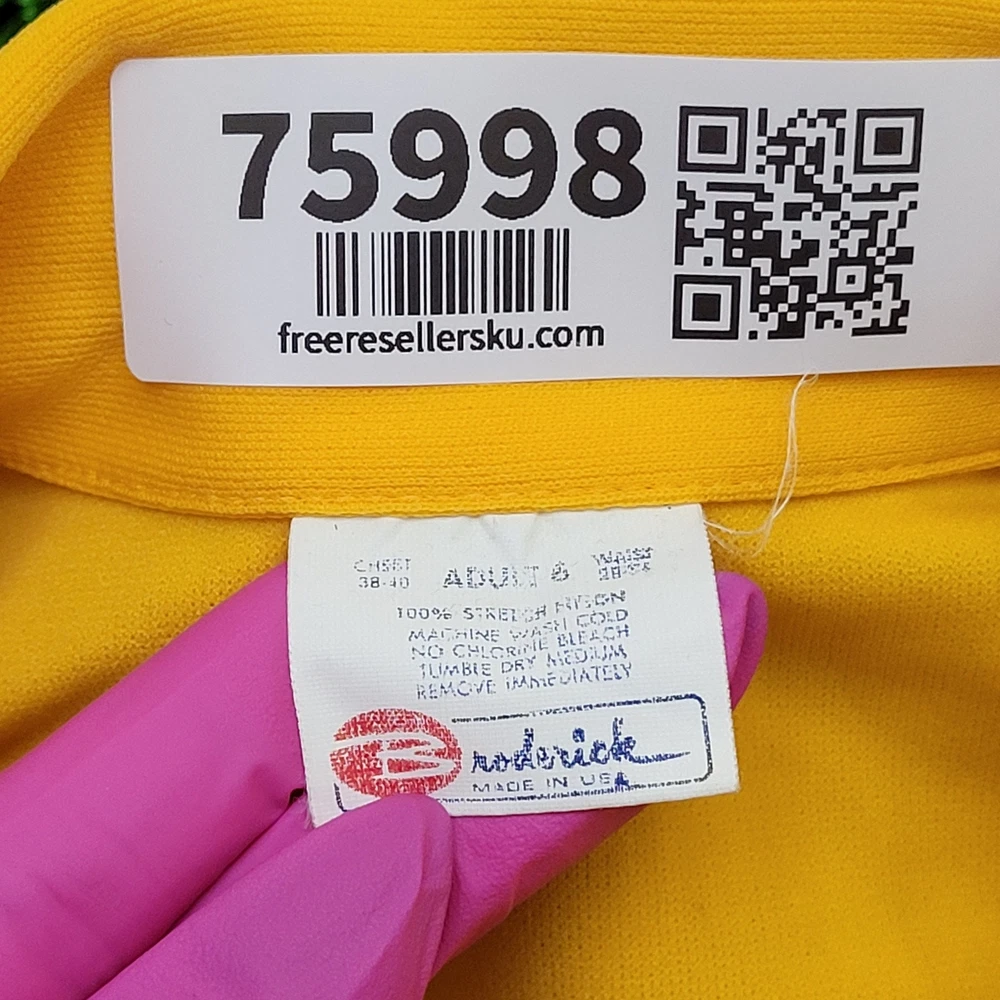 75998
freeresellersku.com
CHEST ADULT 6 WAIST
38-40
100% STRETCH
MACHINE WASH COLD
NO CHLORINE BLEACH
TUMBLE DRY MEDIUM
REMOVE IMMEDIATELY
Broderick
MADE IN USA